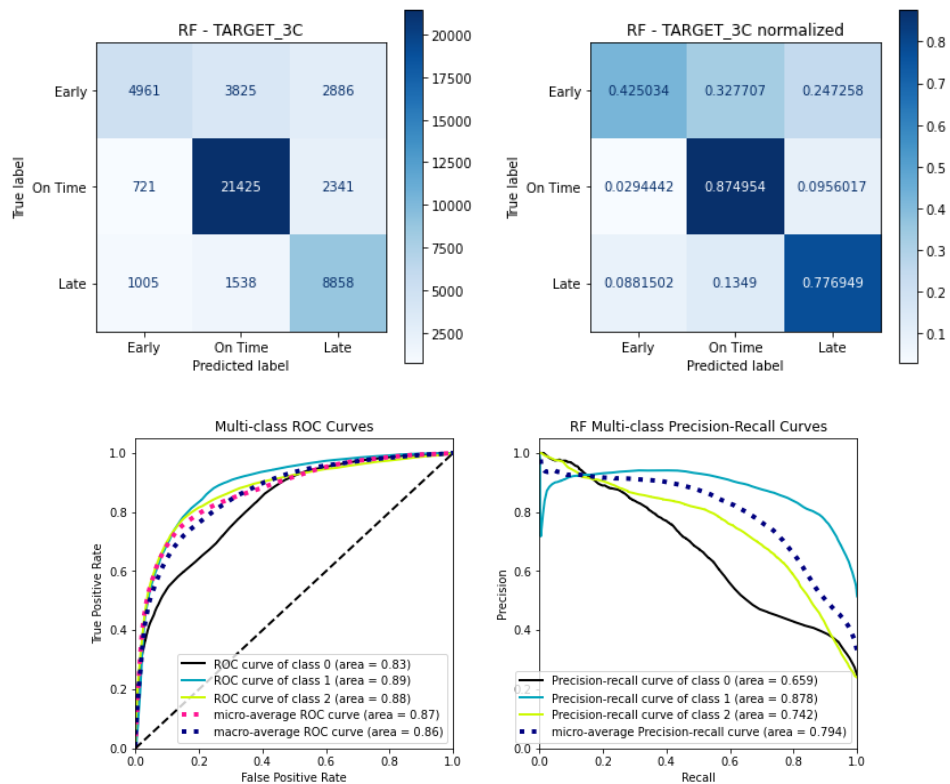 RF - TARGET_3C
Early
4961
3825
2886
On Time
721
21425
2341
Late
1005
1538
8858
Early
On Time
Late
Predicted label
True label
20000
17500
15000
12500
10000
7500
5000
2500
RF - TARGET_3C normalized
Early
0.425034
0.327707
0.247258
On Time
0.0294442
0.874954
0.0956017
Late
0.0881502
0.1349
0.776949
Early
On Time
Late
Predicted label
True label
0.8
0.7
0.6
0.5
0.4
0.3
0.2
0.1
Multi-class ROC Curves
1.0
0.8
0.6
0.4
0.2
0.0
True Positive Rate
ROC curve of class 0 (area = 0.83)
ROC curve of class 1 (area = 0.89)
ROC curve of class 2 (area = 0.88)
micro-average ROC curve (area = 0.87)
macro-average ROC curve (area = 0.86)
0.0
0.2
0.4
0.6
0.8
1.0
False Positive Rate
RF Multi-class Precision-Recall Curves
1.0
0.8
0.6
0.4
0.2
0.0
Precision
Precision-recall curve of class 0 (area = 0.659)
Precision-recall curve of class 1 (area = 0.878)
Precision-recall curve of class 2 (area = 0.742)
micro-average Precision-recall curve (area = 0.794)
0.0
0.2
0.4
0.6
0.8
1.0
Recall